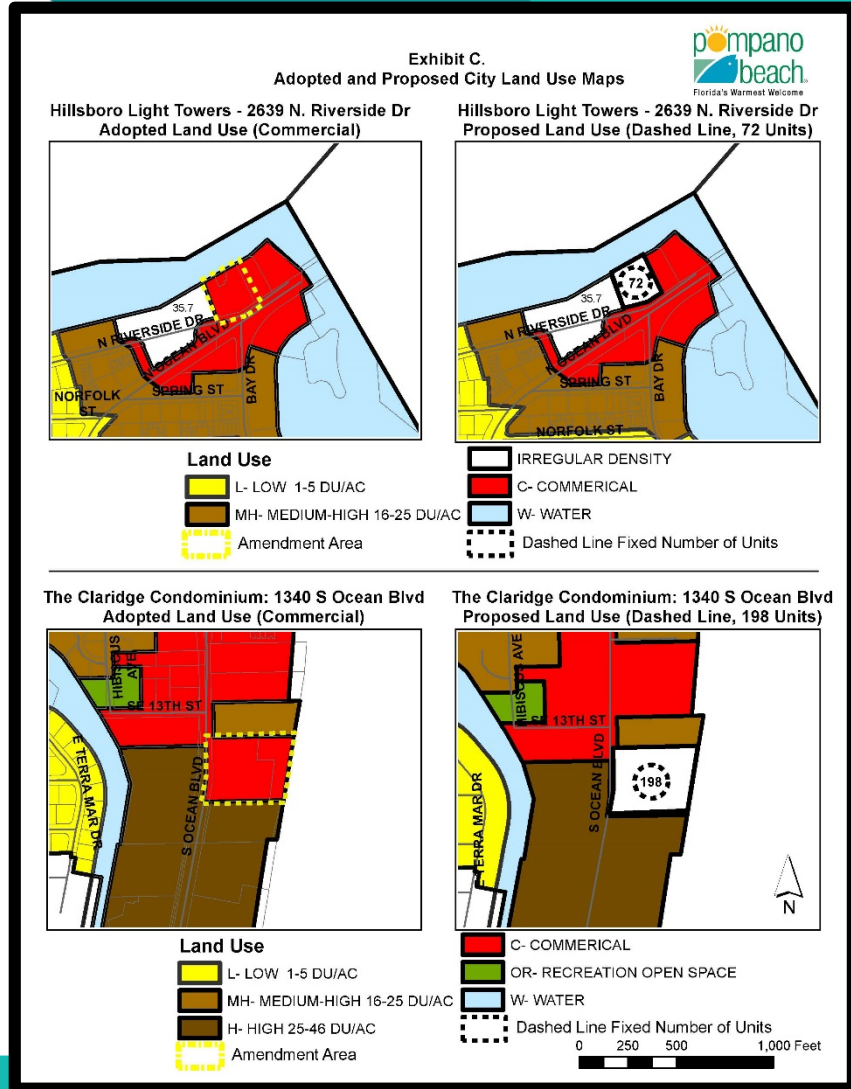 Exhibit C.
Adopted and Proposed City Land Use Maps
pompano
beach
Florida's Warmest Welcome
Hillsboro Light Towers - 2639 N. Riverside Dr
Adopted Land Use (Commercial)
35.7
N RIVERSIDE DR
N OCEAN BLVD
SPRING ST
BAY DR
NORFOLK
ST
Hillsboro Light Towers - 2639 N. Riverside Dr
Proposed Land Use (Dashed Line, 72 Units)
72
35.7
N RIVERSIDE DR
N OCEAN BLVD
SPRING ST
BAY DR
NORFOLK ST
Land Use
L- LOW 1-5 DU/AC
MH- MEDIUM-HIGH 16-25 DU/AC
Amendment Area
IRREGULAR DENSITY
C- COMMERICAL
W- WATER
Dashed Line Fixed Number of Units
The Claridge Condominium: 1340 S Ocean Blvd
Adopted Land Use (Commercial)
HIBISCUS
AVE
SE 13TH ST
E TERRA MAR DR
S OCEAN BLVD
The Claridge Condominium: 1340 S Ocean Blvd
Proposed Land Use (Dashed Line, 198 Units)
HIBISCUS AVE
SE 13TH ST
S OCEAN BLVD
198
E TERRA MAR DR
N
Land Use
L- LOW 1-5 DU/AC
MH- MEDIUM-HIGH 16-25 DU/AC
H- HIGH 25-46 DU/AC
Amendment Area
C- COMMERICAL
OR- RECREATION OPEN SPACE
W- WATER
Dashed Line Fixed Number of Units
0 250 500 1,000 Feet